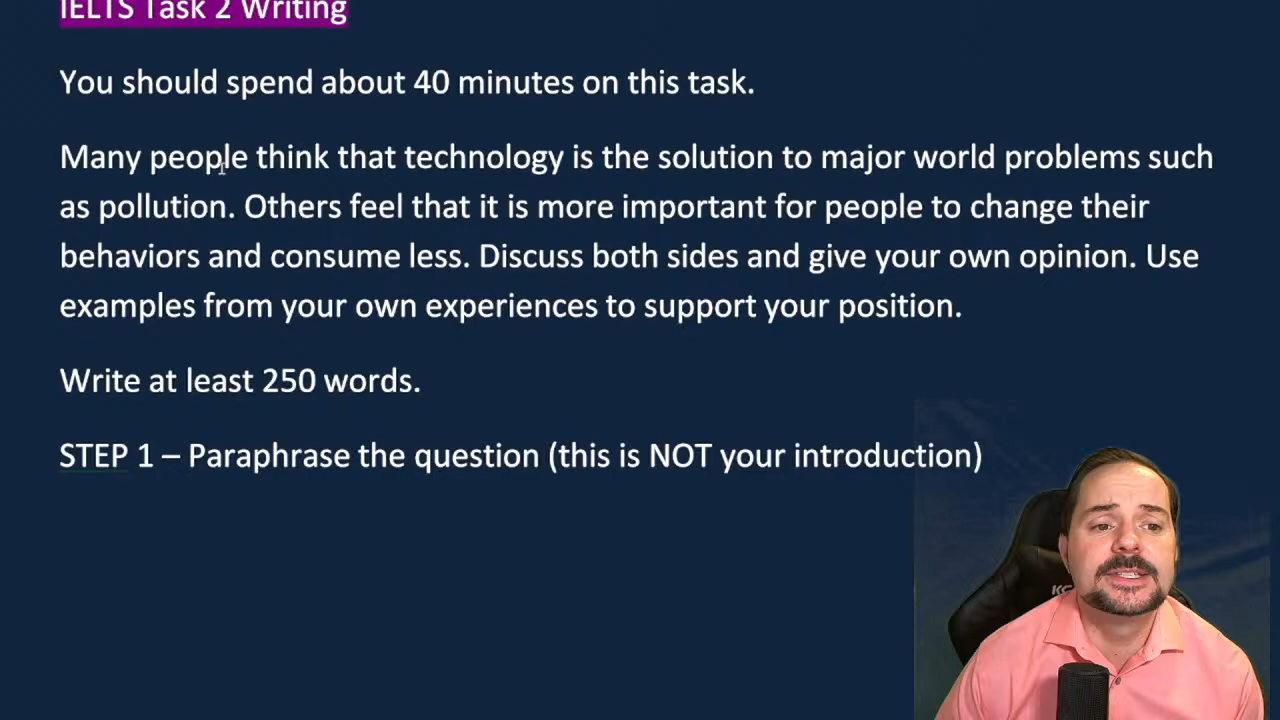 IELTS Task 2 Writing
You should spend about 40 minutes on this task.
Many people think that technology is the solution to major world problems such
as pollution. Others feel that it is more important for people to change their
behaviors and consume less. Discuss both sides and give your own opinion. Use
examples from your own experiences to support your position.
Write at least 250 words.
STEP 1 – Paraphrase the question (this is NOT your introduction)